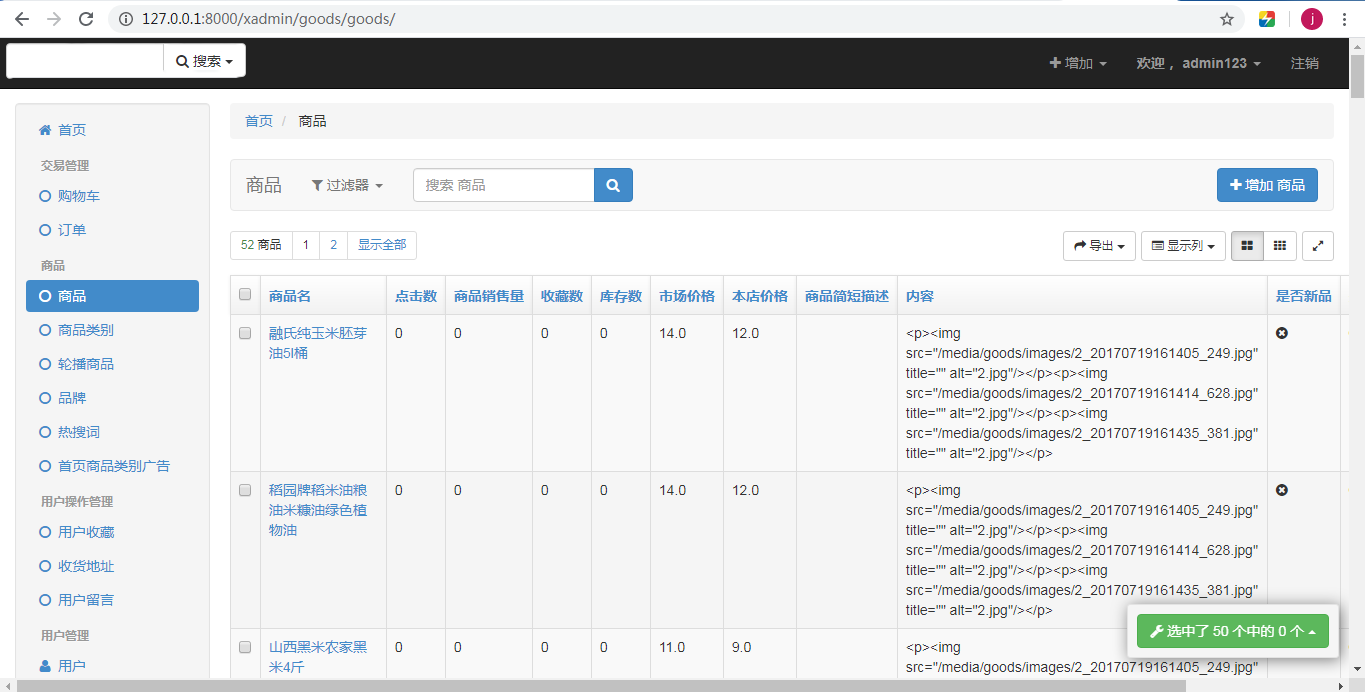 127.0.0.1:8000/xadmin/goods/goods/
j
搜索
增加
欢迎， admin123
注销
首页
交易管理
购物车
订单
商品
商品
商品类别
轮播商品
品牌
热搜词
首页商品类别广告
用户操作管理
用户收藏
收货地址
用户留言
用户管理
用户
首页 / 商品
商品
过滤器
搜索 商品
增加 商品
52 商品 1 2 显示全部
导出
显示列
商品名 点击数 商品销售量 收藏数 库存数 市场价格 本店价格 商品简短描述 内容 是否新品
融氏纯玉米胚芽
油5l桶
0 0 0 0 14.0 12.0
<p><img
src="/media/goods/images/2_20170719161405_249.jpg"
title="" alt="2.jpg"/></p><p><img
src="/media/goods/images/2_20170719161414_628.jpg"
title="" alt="2.jpg"/></p><p><img
src="/media/goods/images/2_20170719161435_381.jpg"
title="" alt="2.jpg"/></p>
稻园牌稻米油粮
油米糠油绿色植
物油
0 0 0 0 14.0 12.0
<p><img
src="/media/goods/images/2_20170719161405_249.jpg"
title="" alt="2.jpg"/></p><p><img
src="/media/goods/images/2_20170719161414_628.jpg"
title="" alt="2.jpg"/></p><p><img
src="/media/goods/images/2_20170719161435_381.jpg"
title="" alt="2.jpg"/></p>
山西黑米农家黑
米4斤
0 0 0 0 11.0 9.0
<p><img
src="/media/goods/images/2_20170719161405_249.jpg"
选中了 50 个中的 0 个